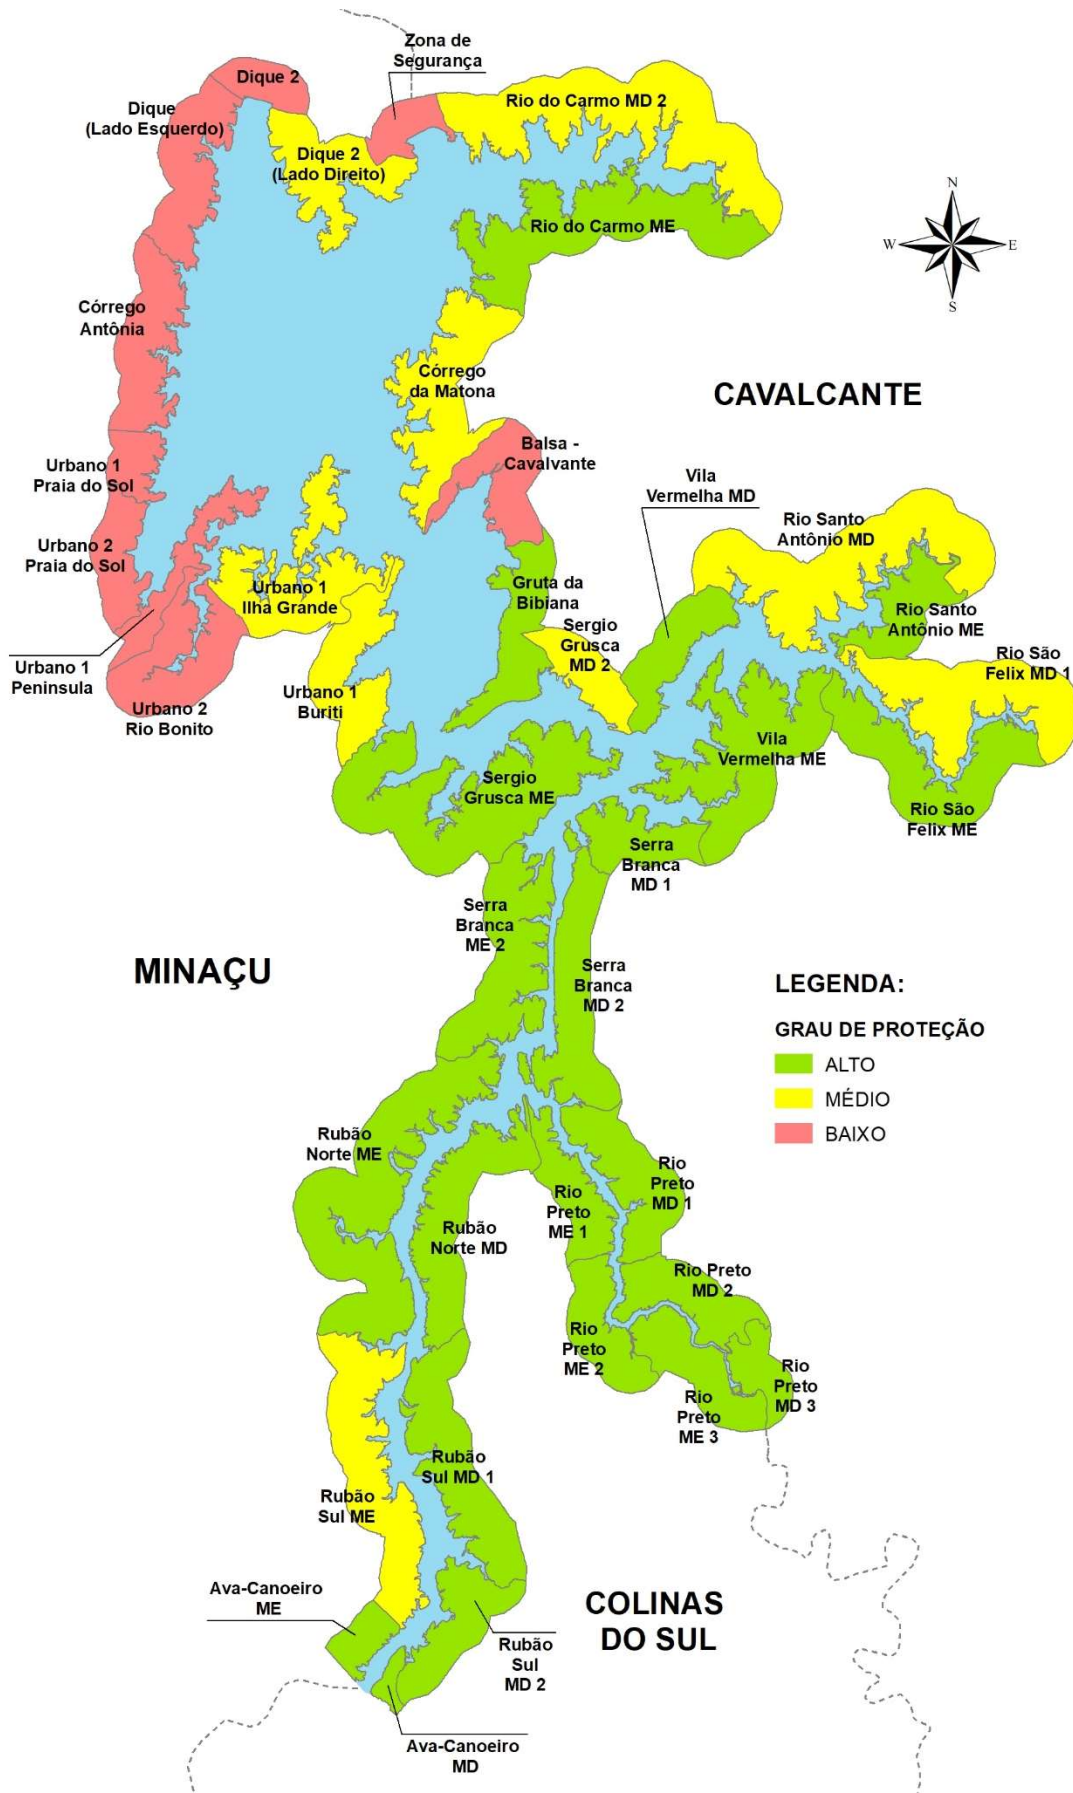 Zona de
Segurança
Dique 2
Rio do Carmo MD 2
Dique
(Lado Esquerdo)
Dique 2
(Lado Direito)
Rio do Carmo ME
N
W
E
S
Córrego
Antônia
Córrego
da Matona
CAVALCANTE
Balsa -
Cavalvante
Urbano 1
Praia do Sol
Vila
Vermelha MD
Rio Santo
Antônio MD
Urbano 2
Praia do Sol
Urbano 1
Ilha Grande
Gruta da
Bibiana
Rio Santo
Antônio ME
Sergio
Grusca
MD 2
Rio São
Felix MD 1
Urbano 1
Peninsula
Urbano 1
Buriti
Urbano 2
Rio Bonito
Vila
Vermelha ME
Sergio
Grusca ME
Rio São
Felix ME
Serra
Branca
MD 1
Serra
Branca
ME 2
MINAÇU
Serra
Branca
MD 2
LEGENDA:
GRAU DE PROTEÇÃO
ALTO
MÉDIO
BAIXO
Rubão
Norte ME
Rio
Preto
MD 1
Rio
Preto
ME 1
Rubão
Norte MD
Rio Preto
MD 2
Rio
Preto
ME 2
Rio
Preto
MD 3
Rio
Preto
ME 3
Rubão
Sul MD 1
Rubão
Sul ME
Ava-Canoeiro
ME
COLINAS
DO SUL
Rubão
Sul
MD 2
Ava-Canoeiro
MD